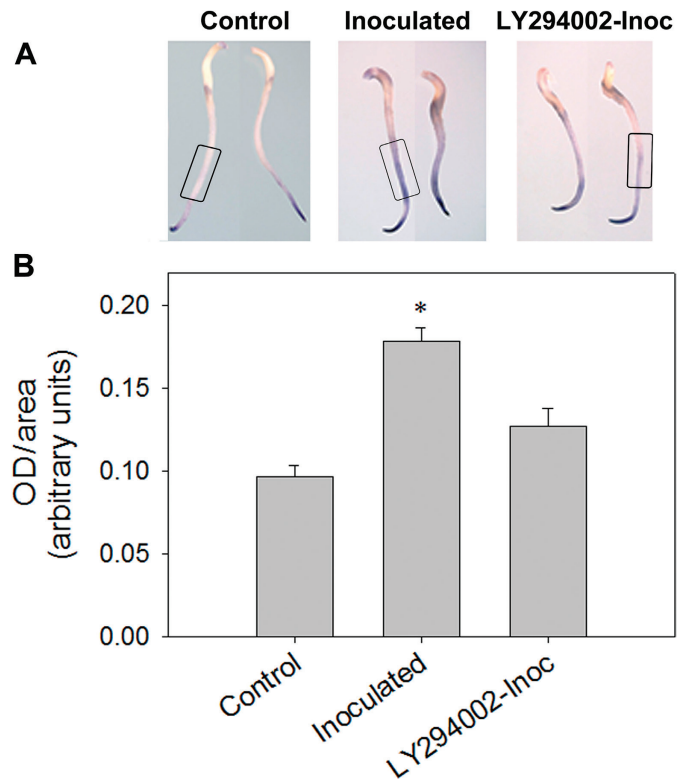 Control Inoculated LY294002-Inoc
A
B
0.20
0.15
0.10
0.05
0.00
OD/area
(arbitrary units)
*
Control
Inoculated
LY294002-Inoc